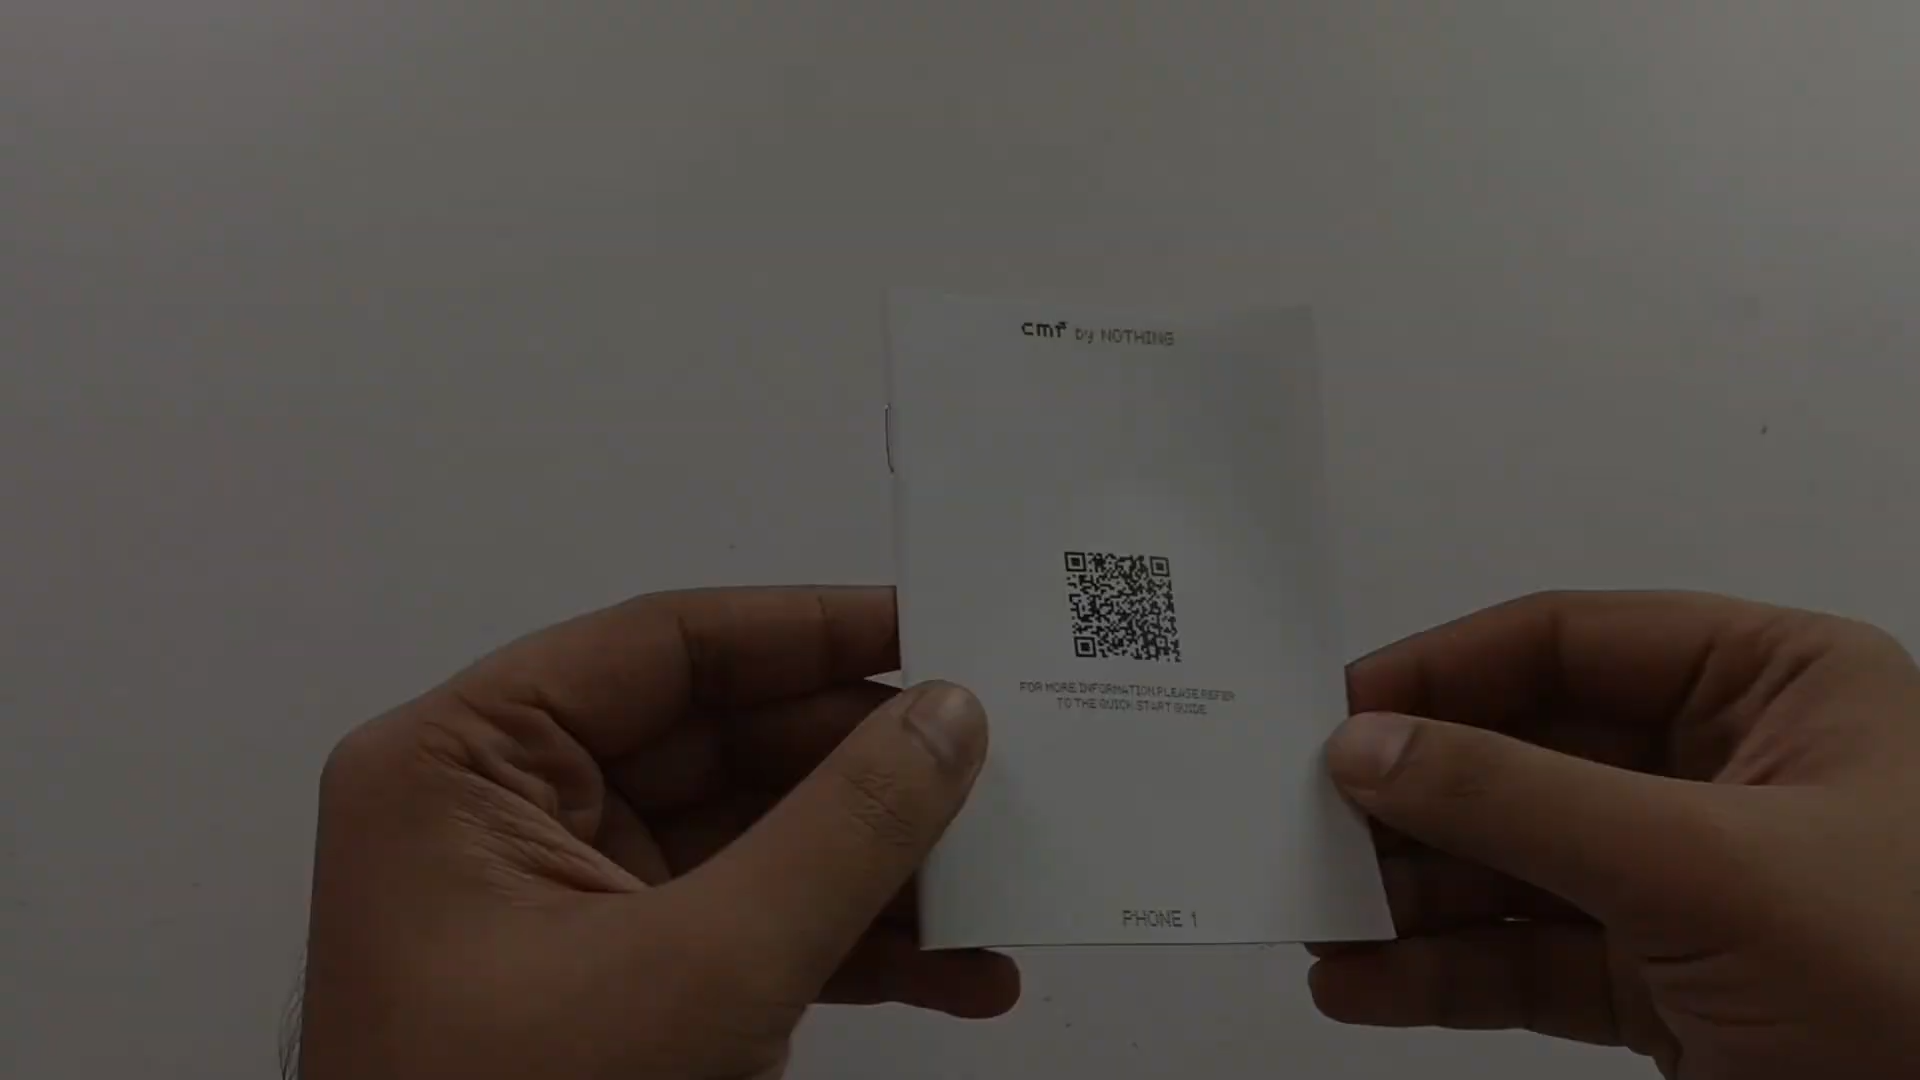 cmf by NOTHING
FOR MORE INFORMATION,PLEASE REFER
TO THE QUICK START GUIDE
PHONE 1